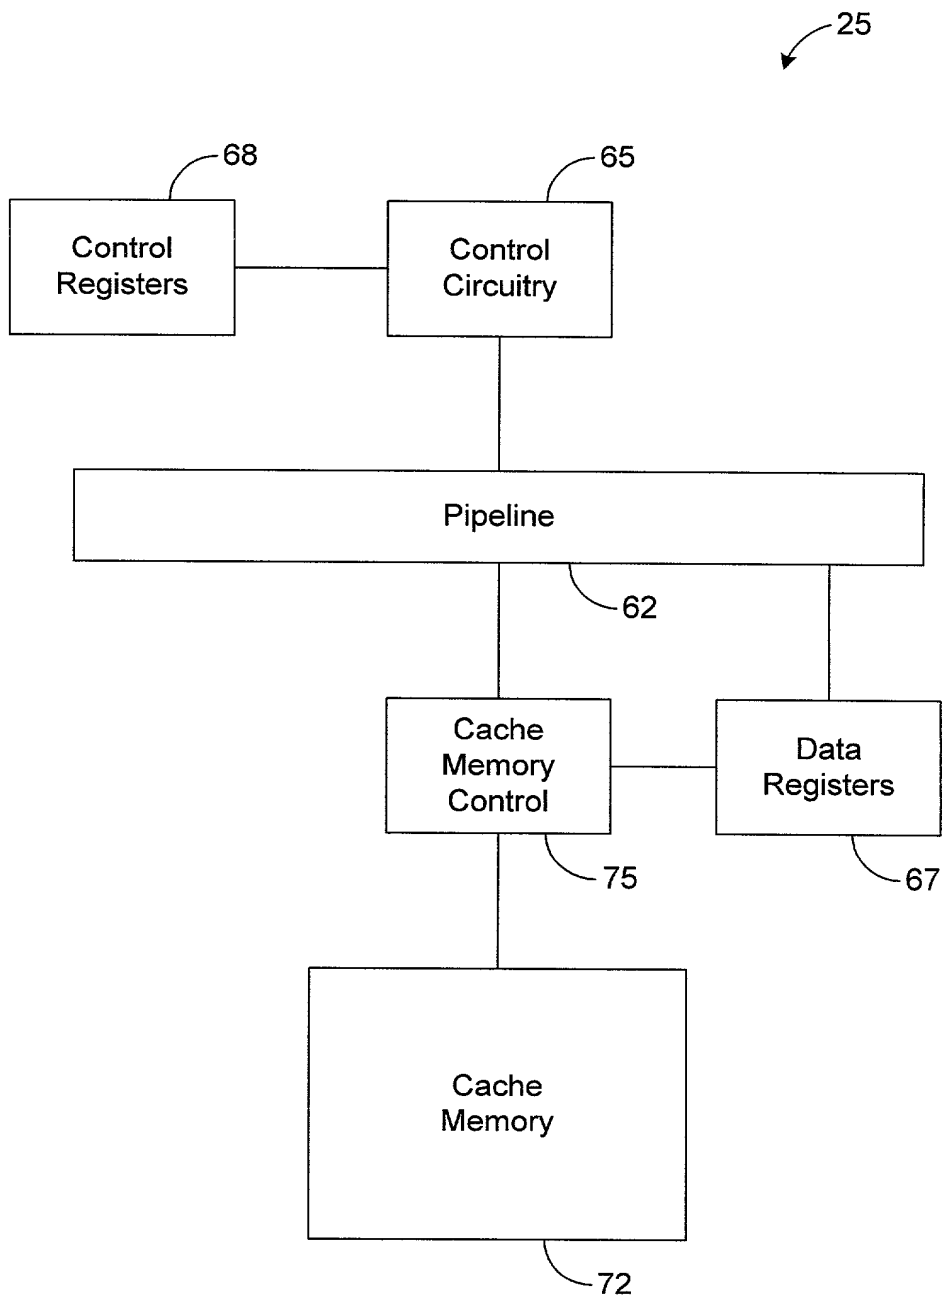 25
68
65
Control
Registers
Control
Circuitry
Pipeline
62
Cache
Memory
Control
Data
Registers
75
67
Cache
Memory
72